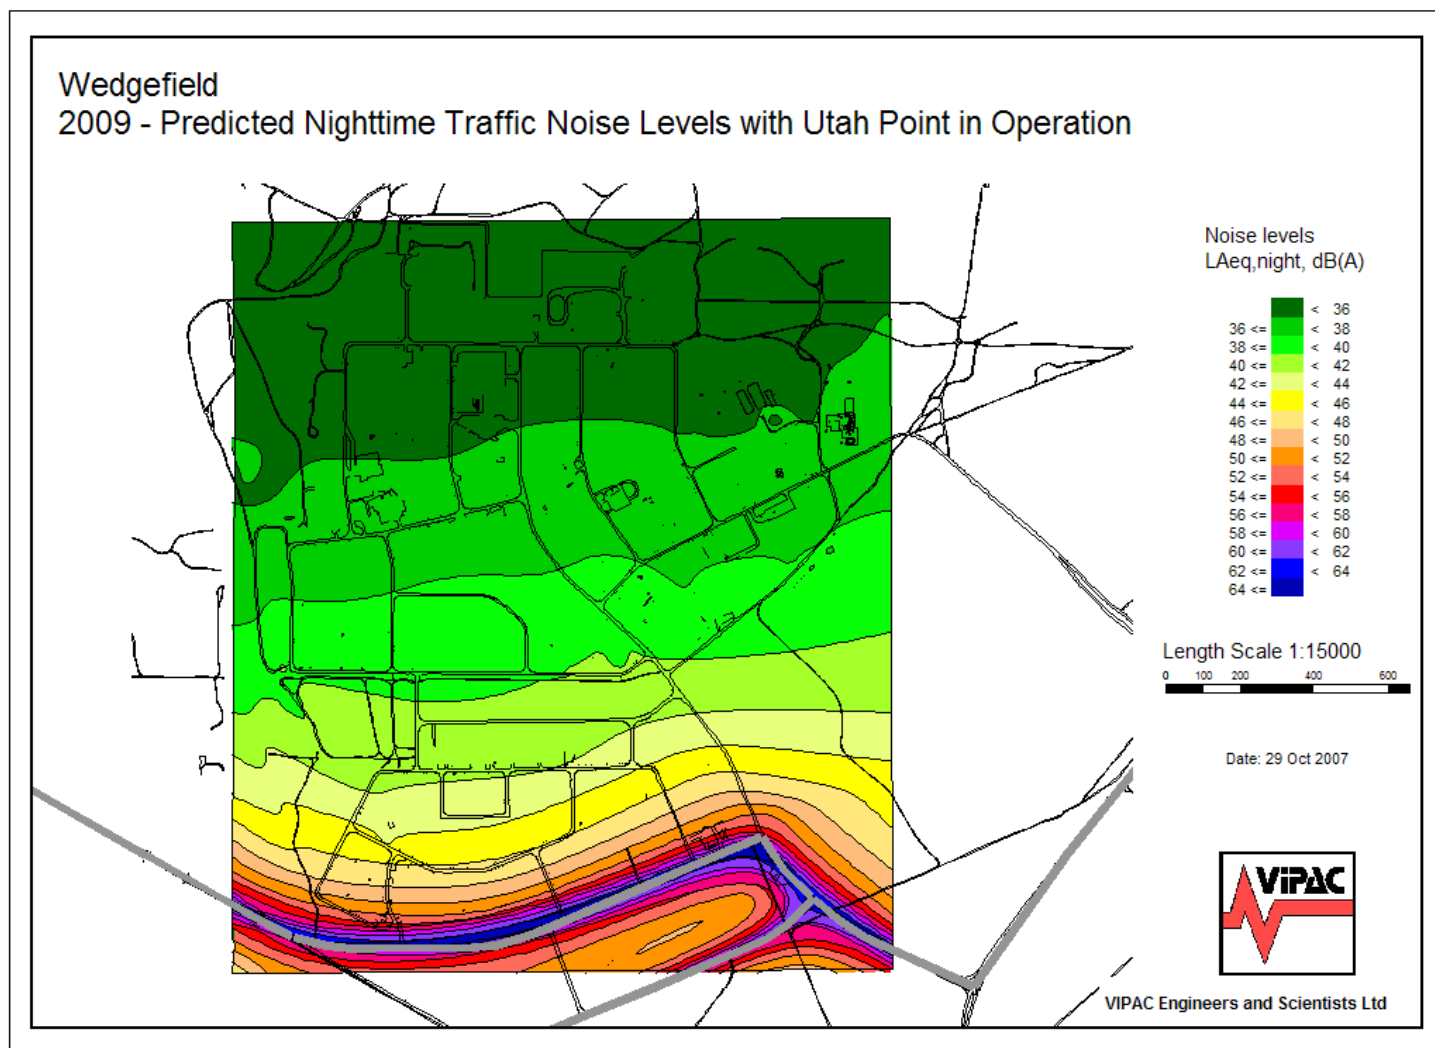 Wedgefield
2009 - Predicted Nighttime Traffic Noise Levels with Utah Point in Operation
Noise levels
LAeq,night, dB(A)
< 36
36 <= < 38
38 <= < 40
40 <= < 42
42 <= < 44
44 <= < 46
46 <= < 48
48 <= < 50
50 <= < 52
52 <= < 54
54 <= < 56
56 <= < 58
58 <= < 60
60 <= < 62
62 <= < 64
64 <=
Length Scale 1:15000
0 100 200 400 600
Date: 29 Oct 2007
ViPAC
VIPAC Engineers and Scientists Ltd